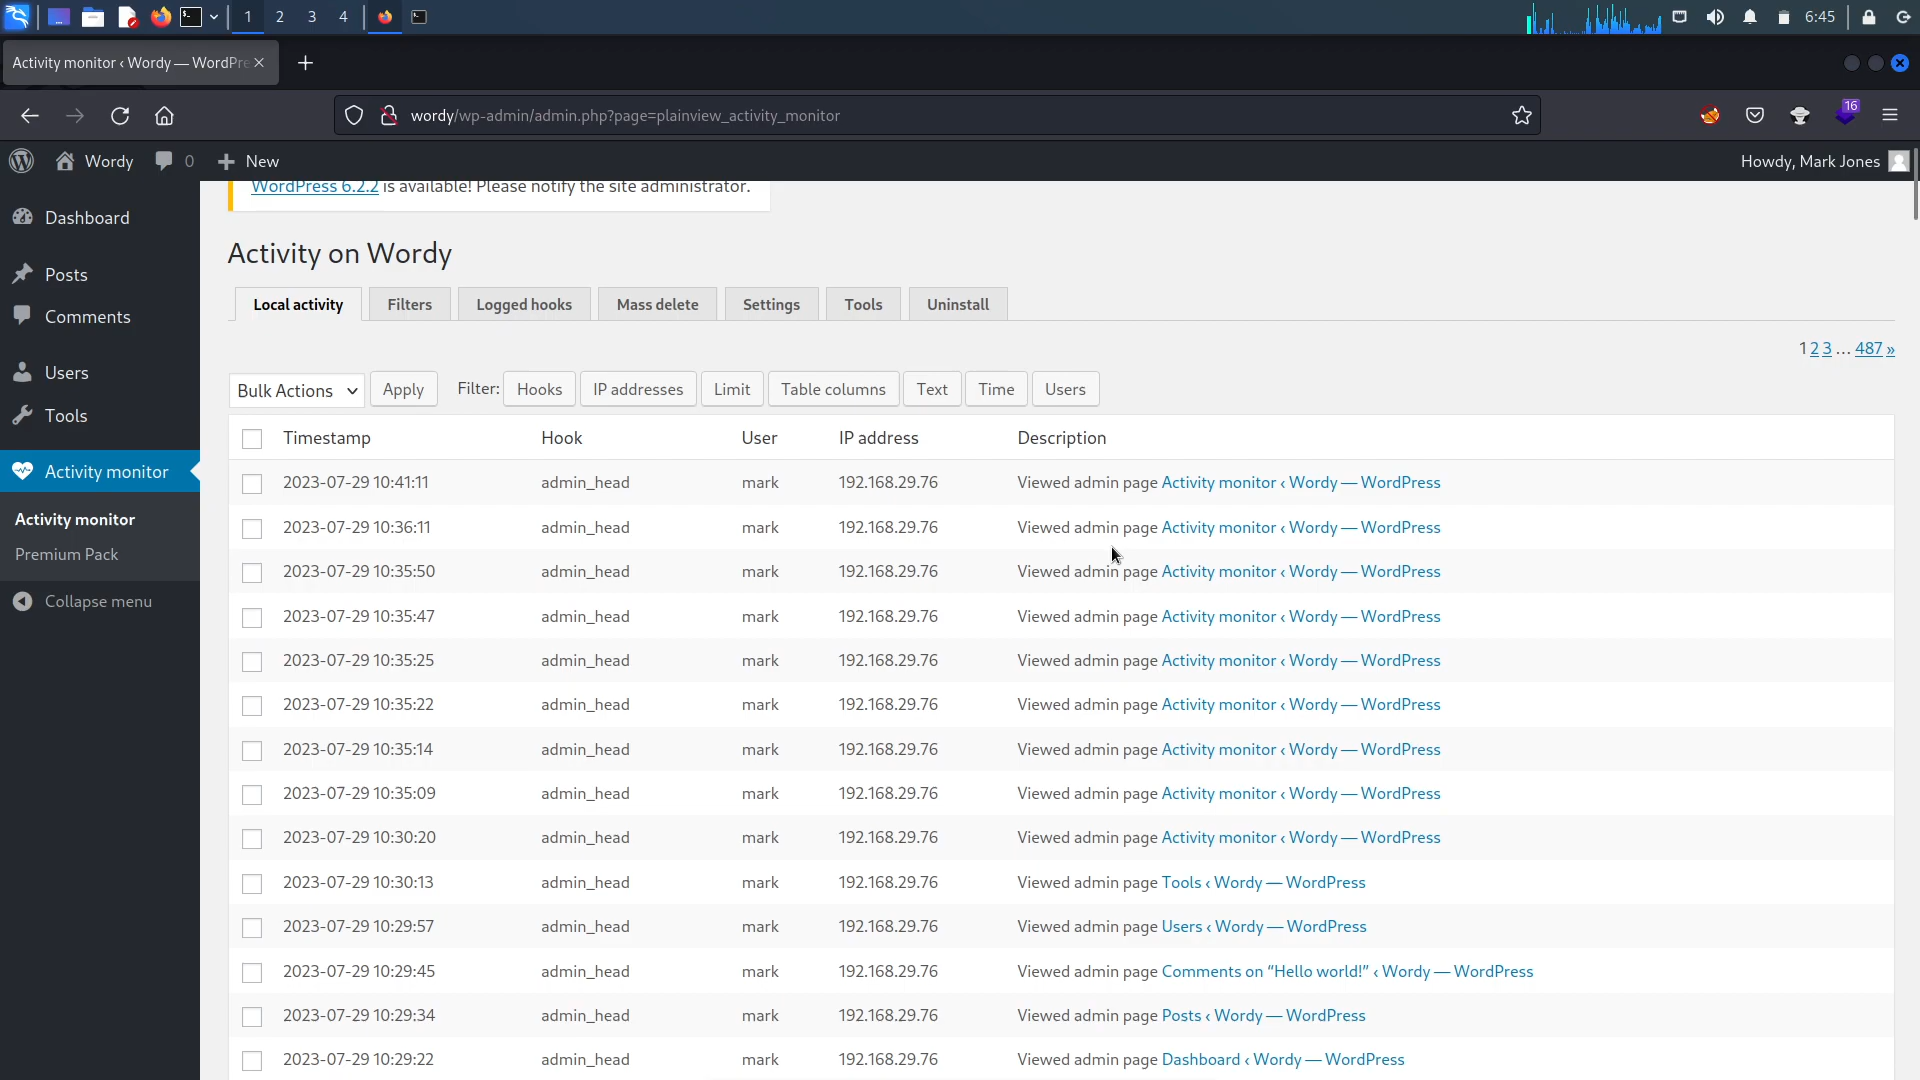 1 2 3 4 6:45
Activity monitor ‹ Wordy — WordPre
wordy/wp-admin/admin.php?page=plainview_activity_monitor 16
Wordy 0 New Howdy, Mark Jones
WordPress 6.2.2 is available! Please notify the site administrator.
Dashboard
Posts
Comments
Users
Tools
Activity monitor
Activity monitor
Premium Pack
Collapse menu
Activity on Wordy
Local activity Filters Logged hooks Mass delete Settings Tools Uninstall
1 2 3 … 487 »
Bulk Actions Apply Filter: Hooks IP addresses Limit Table columns Text Time Users
Timestamp Hook User IP address Description
2023-07-29 10:41:11 admin_head mark 192.168.29.76 Viewed admin page Activity monitor ‹ Wordy — WordPress
2023-07-29 10:36:11 admin_head mark 192.168.29.76 Viewed admin page Activity monitor ‹ Wordy — WordPress
2023-07-29 10:35:50 admin_head mark 192.168.29.76 Viewed admin page Activity monitor ‹ Wordy — WordPress
2023-07-29 10:35:47 admin_head mark 192.168.29.76 Viewed admin page Activity monitor ‹ Wordy — WordPress
2023-07-29 10:35:25 admin_head mark 192.168.29.76 Viewed admin page Activity monitor ‹ Wordy — WordPress
2023-07-29 10:35:22 admin_head mark 192.168.29.76 Viewed admin page Activity monitor ‹ Wordy — WordPress
2023-07-29 10:35:14 admin_head mark 192.168.29.76 Viewed admin page Activity monitor ‹ Wordy — WordPress
2023-07-29 10:35:09 admin_head mark 192.168.29.76 Viewed admin page Activity monitor ‹ Wordy — WordPress
2023-07-29 10:30:20 admin_head mark 192.168.29.76 Viewed admin page Activity monitor ‹ Wordy — WordPress
2023-07-29 10:30:13 admin_head mark 192.168.29.76 Viewed admin page Tools ‹ Wordy — WordPress
2023-07-29 10:29:57 admin_head mark 192.168.29.76 Viewed admin page Users ‹ Wordy — WordPress
2023-07-29 10:29:45 admin_head mark 192.168.29.76 Viewed admin page Comments on “Hello world!” ‹ Wordy — WordPress
2023-07-29 10:29:34 admin_head mark 192.168.29.76 Viewed admin page Posts ‹ Wordy — WordPress
2023-07-29 10:29:22 admin_head mark 192.168.29.76 Viewed admin page Dashboard ‹ Wordy — WordPress